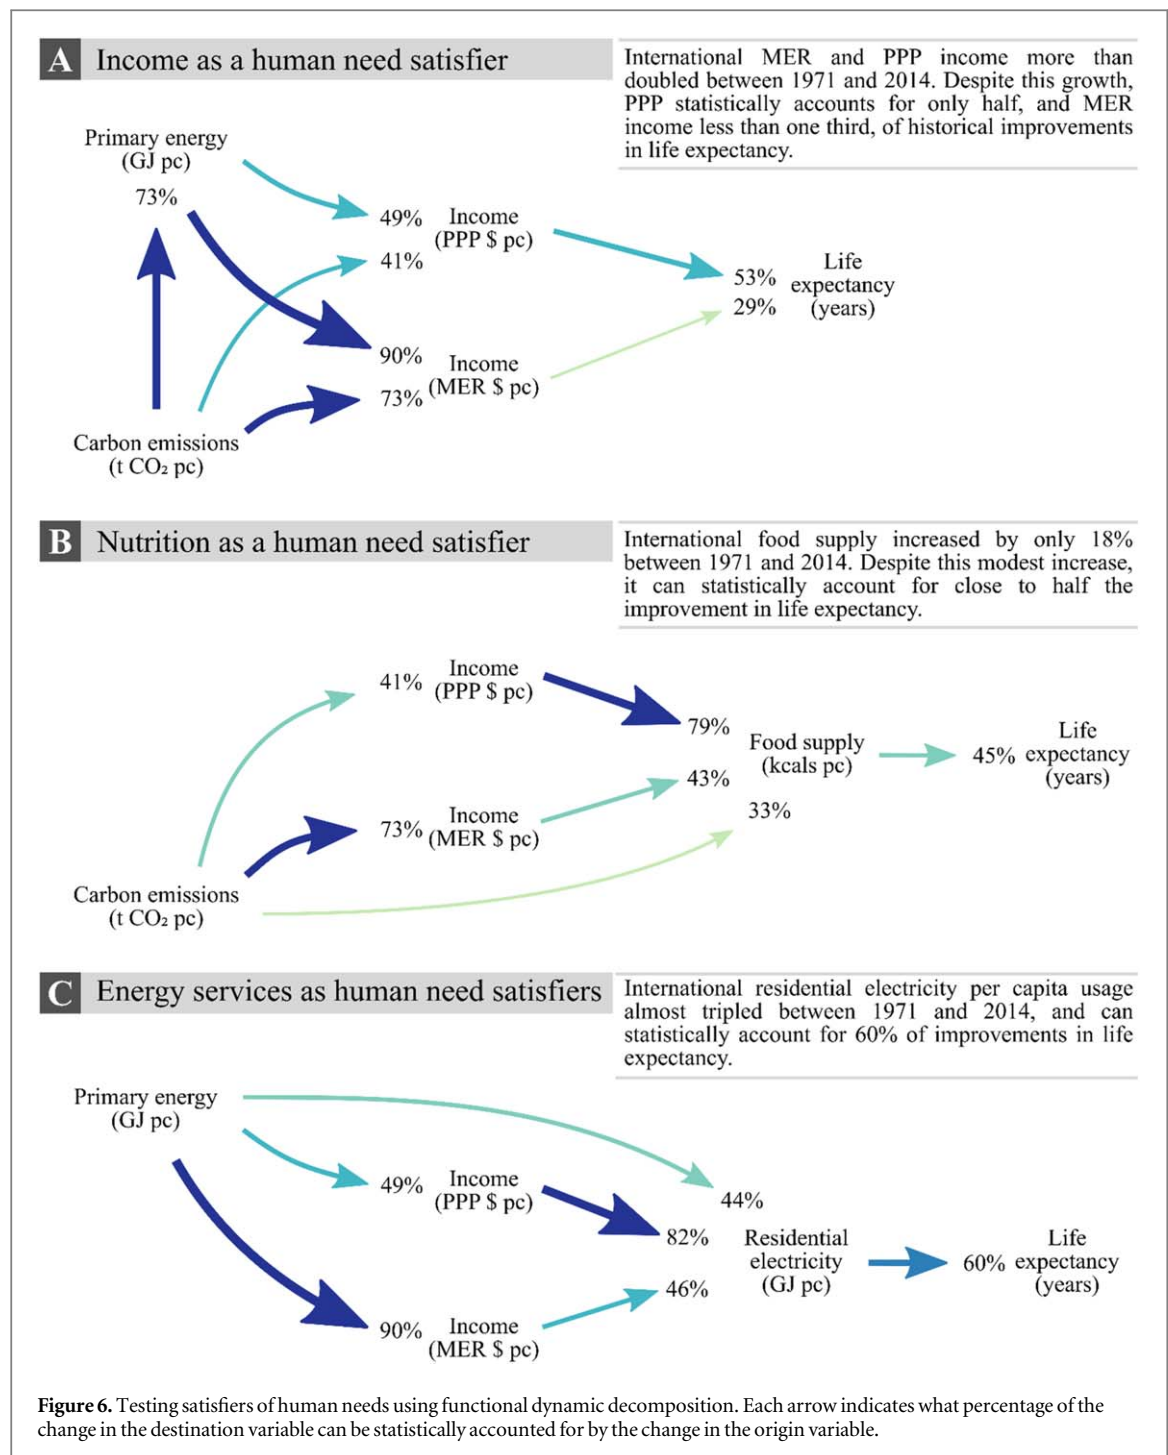 A Income as a human need satisfier
International MER and PPP income more than
doubled between 1971 and 2014. Despite this growth,
PPP statistically accounts for only half, and MER
income less than one third, of historical improvements
in life expectancy.
Primary energy
(GJ pc)
73%
49%
Income
(PPP $ pc)
41%
53%
29%
Life
expectancy
(years)
90%
Income
(MER $ pc)
73%
Carbon emissions
(t CO₂ pc)
B Nutrition as a human need satisfier
International food supply increased by only 18%
between 1971 and 2014. Despite this modest increase,
it can statistically account for close to half the
improvement in life expectancy.
41%
Income
(PPP $ pc)
79%
Food supply
(kcals pc)
43%
33%
45%
Life
expectancy
(years)
73%
Income
(MER $ pc)
Carbon emissions
(t CO₂ pc)
C Energy services as human need satisfiers
International residential electricity per capita usage
almost tripled between 1971 and 2014, and can
statistically account for 60% of improvements in life
expectancy.
Primary energy
(GJ pc)
49%
Income
(PPP $ pc)
44%
82%
Residential
electricity
(GJ pc)
46%
60%
Life
expectancy
(years)
90%
Income
(MER $ pc)
Figure 6. Testing satisfiers of human needs using functional dynamic decomposition. Each arrow indicates what percentage of the
change in the destination variable can be statistically accounted for by the change in the origin variable.